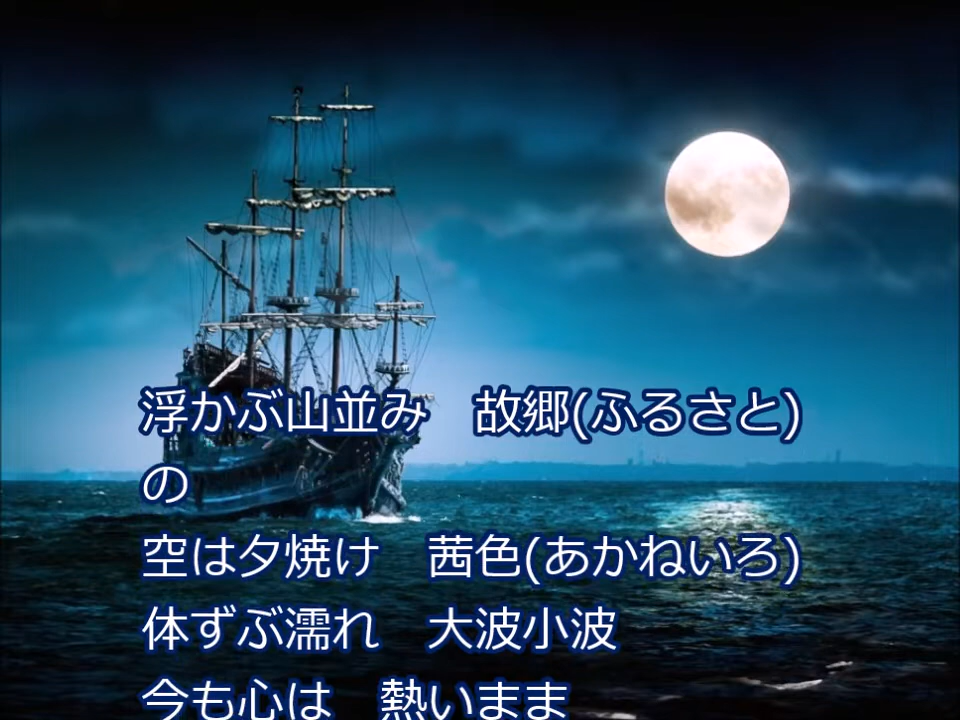 浮かぶ山並み　故郷(ふるさと)
の
空は夕焼け　茜色(あかねいろ)
体ずぶ濡れ　大波小波
今も心は　熱いまま